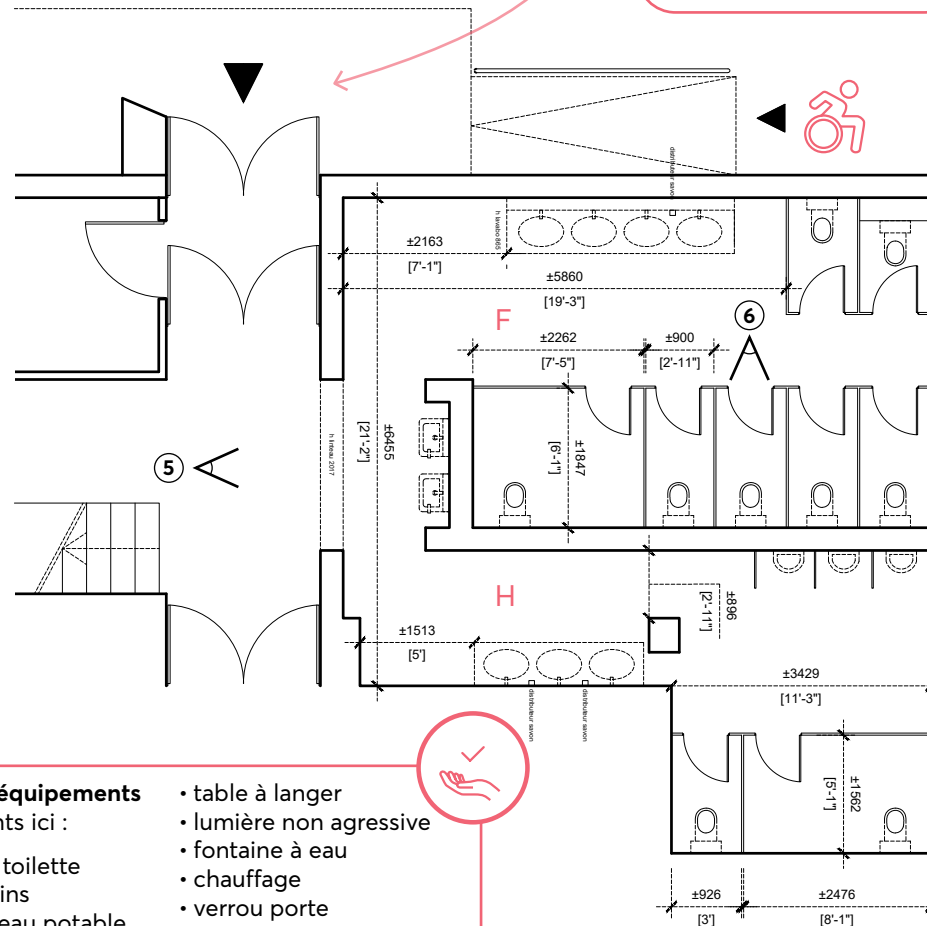 distributeur savon
h lavabo 865
±2163
[7'-1"]
±5860
[19'-3"]
F
6
±2262
[7'-5"]
±900
[2'-11"]
±6455
[21'-2"]
±1847
[6'-1"]
h linteau 2017
5
H
±896
[2'-11"]
±1513
[5']
±3429
[11'-3"]
distributeur savon
distributeur savon
±1562
[5'-1"]
±926
[3']
±2476
[8'-1"]
équipements
nts ici :
toilette
ins
eau potable
• table à langer
• lumière non agressive
• fontaine à eau
• chauffage
• verrou porte